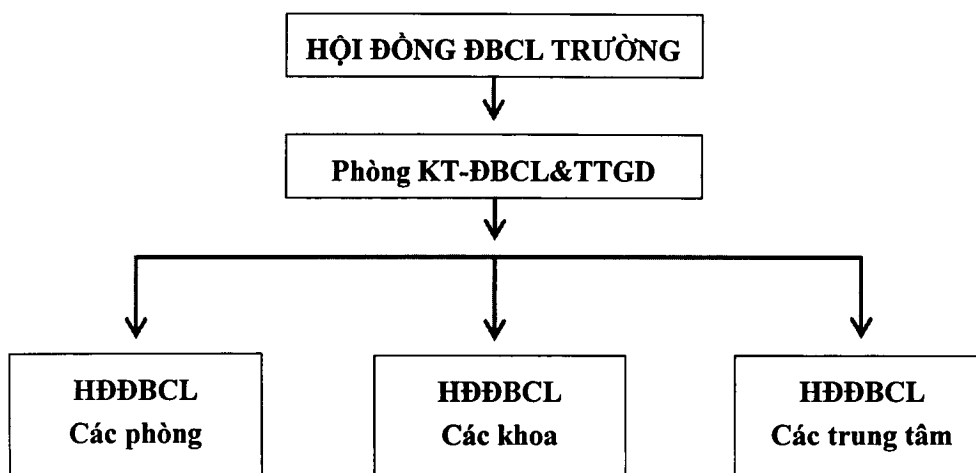 HỘI ĐỒNG ĐBCL TRƯỜNG
Phòng KT-ĐBCL&TTGD
HĐĐBCL
Các phòng
HĐĐBCL
Các khoa
HĐĐBCL
Các trung tâm